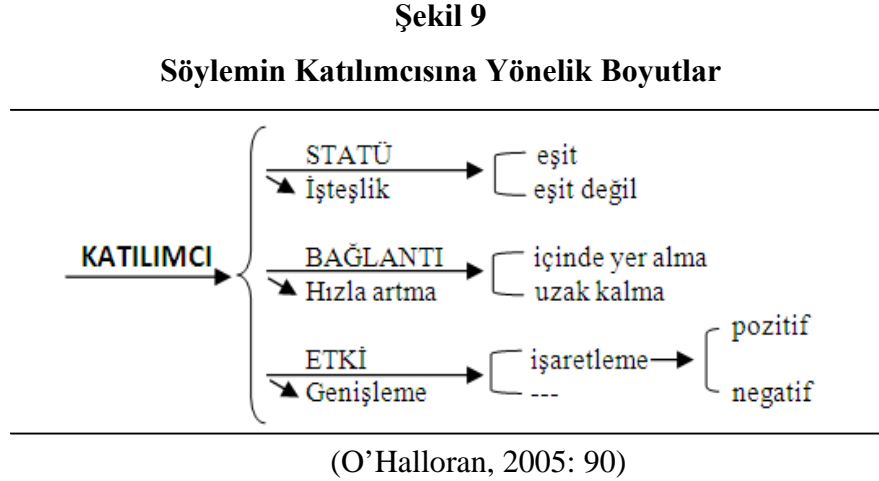 Şekil 9
Söylemin Katılımcısına Yönelik Boyutlar
STATÜ
İşteşlik
eşit
eşit değil
KATILIMCI
BAĞLANTI
Hızla artma
içinde yer alma
uzak kalma
ETKİ
Genişleme
işaretleme
---
pozitif
negatif
(O’Halloran, 2005: 90)